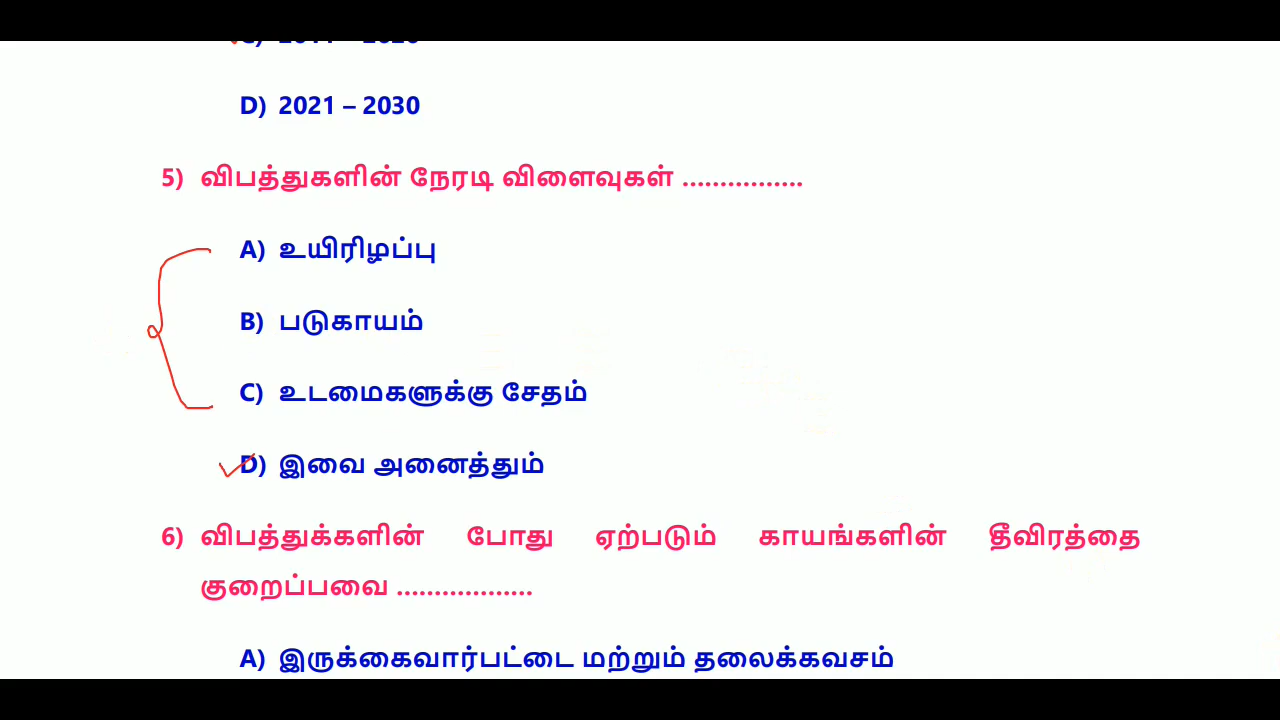 D) 2021 – 2030
5) விபத்துகளின் நேரடி விளைவுகள் ................
A) உயிரிழப்பு
B) படுகாயம்
C) உடமைகளுக்கு சேதம்
D) இவை அனைத்தும்
6) விபத்துக்களின் போது ஏற்படும் காயங்களின் தீவிரத்தை
குறைப்பவை ..................
A) இருக்கைவார்பட்டை மற்றும் தலைக்கவசம்